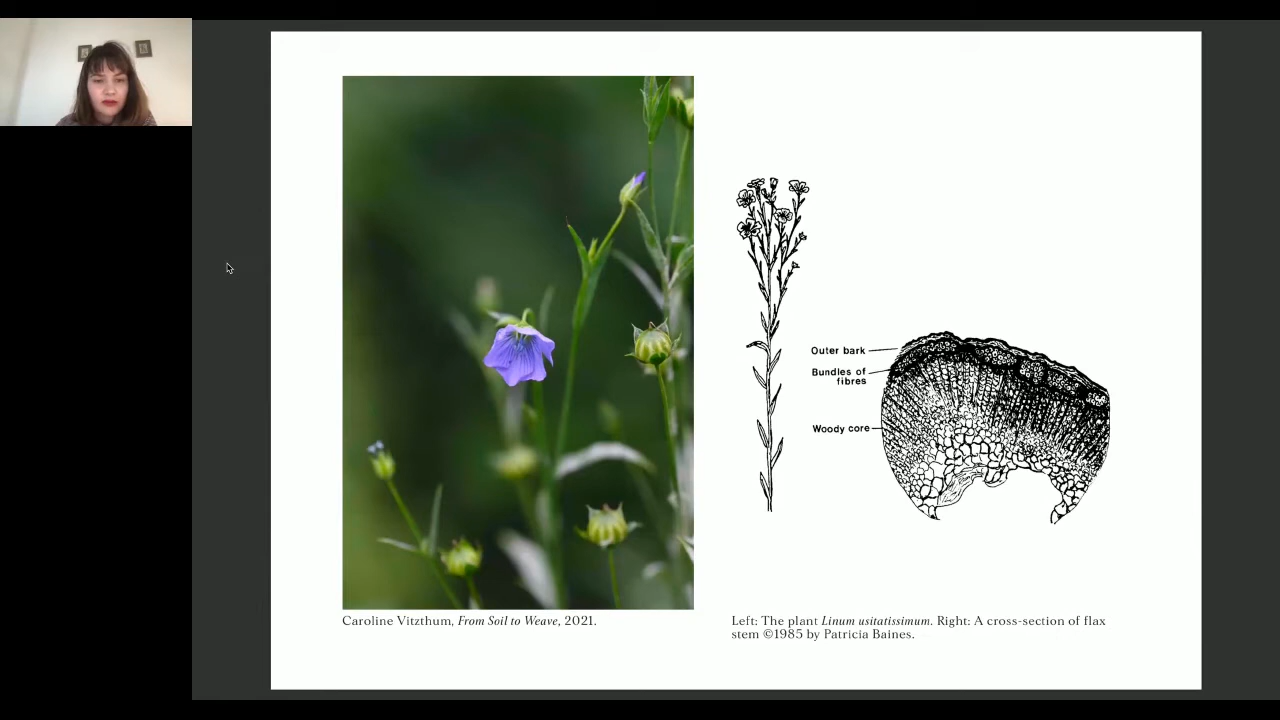 Outer bark
Bundles of
fibres
Woody core
Caroline Vitzthum, From Soil to Weave, 2021.
Left: The plant Linum usitatissimum. Right: A cross-section of flax
stem ©1985 by Patricia Baines.